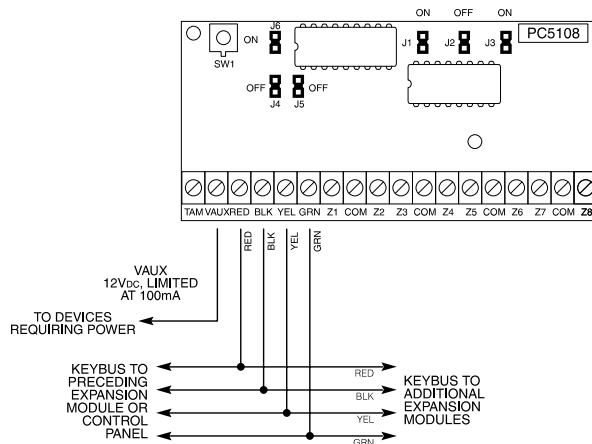 ON OFF ON
J6
PC5108
ON
J1 J2 J3
SW1
OFF OFF
J4 J5
TAM VAUX RED BLK YEL GRN Z1 COM Z2 Z3 COM Z4 Z5 COM Z6 Z7 COM Z8
RED
BLK
YEL
GRN
VAUX
12VDC, LIMITED
AT 100mA
TO DEVICES
REQUIRING POWER
KEYBUS TO
PRECEDING
EXPANSION
MODULE OR
CONTROL
PANEL
RED
BLK
YEL
GRN
KEYBUS TO
ADDITIONAL
EXPANSION
MODULES